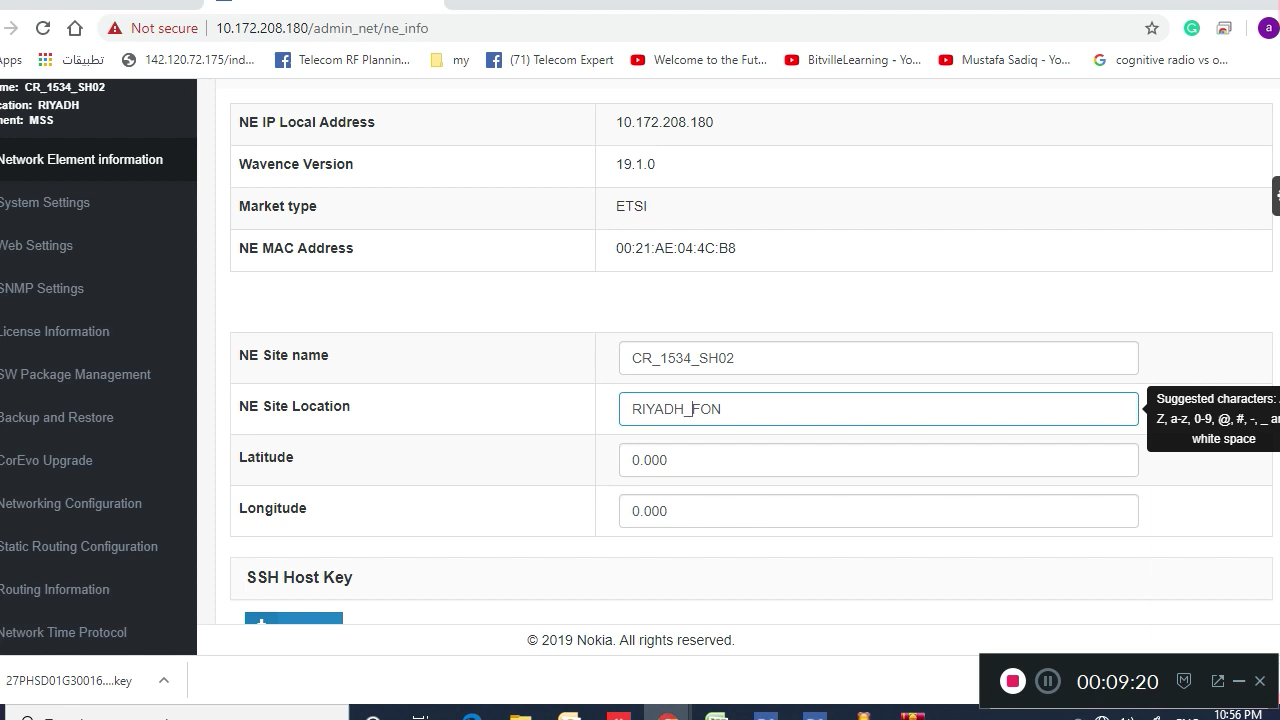 Not secure
10.172.208.180/admin_net/ne_info
a
Apps
تطبيقات
142.120.72.175/ind...
Telecom RF Plannin...
my
(71) Telecom Expert
Welcome to the Fut...
BitvilleLearning - Yo...
Mustafa Sadiq - Yo...
cognitive radio vs o...
me: CR_1534_SH02
cation: RIYADH
nent: MSS
Network Element information
System Settings
Web Settings
SNMP Settings
License Information
SW Package Management
Backup and Restore
CorEvo Upgrade
Networking Configuration
Static Routing Configuration
Routing Information
Network Time Protocol
NE IP Local Address 10.172.208.180
Wavence Version 19.1.0
Market type ETSI
NE MAC Address 00:21:AE:04:4C:B8
NE Site name CR_1534_SH02
NE Site Location RIYADH_FON
Suggested characters:
Z, a-z, 0-9, @, #, -, _ an
white space
Latitude 0.000
Longitude 0.000
SSH Host Key
© 2019 Nokia. All rights reserved.
27PHSD01G30016....key
00:09:20
10:56 PM